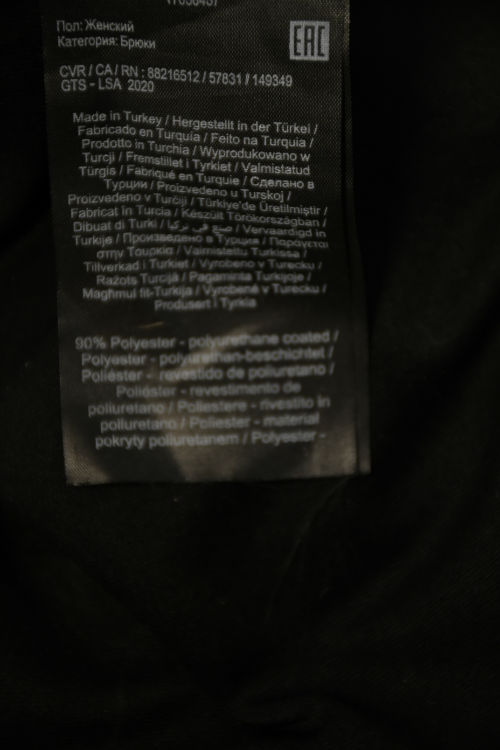 Пол: Женский
Категория: Брюки
EAC
CVR / CA / RN : 88216512 / 57831 / 149349
GTS - LSA 2020
Made in Turkey / Hergestellt in der Türkei /
Fabricado en Turquía / Feito na Turquia /
Prodotto in Turchia / Wyprodukowano w
Turcji / Fremstillet i Tyrkiet / Valmistatud
Türgis / Fabriqué en Turquie / Сделано в
Турции / Proizvedeno u Turskoj /
Proizvedeno v Turčiji / Türkiye'de Üretilmiştir /
Fabricat in Turcia / Készült Törökországban /
Dibuat di Turki / صنع في تركيا / Vervaardigd in
Turkije / Произведено в Турция / Παράγεται
στην Τουρκία / Valmistettu Turkissa /
Tillverkad i Turkiet / Vyrobeno v Turecku /
Ražots Turcijā / Pagaminta Turkijoje /
Magħmul fit-Turkija / Vyrobené v Turecku /
Produsert i Tyrkia
90% Polyester - polyurethane coated /
Polyester - polyurethan-beschichtet /
Poliéster - revestido de poliuretano /
Poliéster - revestimento de
poliuretano / Poliestere - rivestito in
poliuretano / Poliester - materiał
pokryty poliuretanem / Polyester -